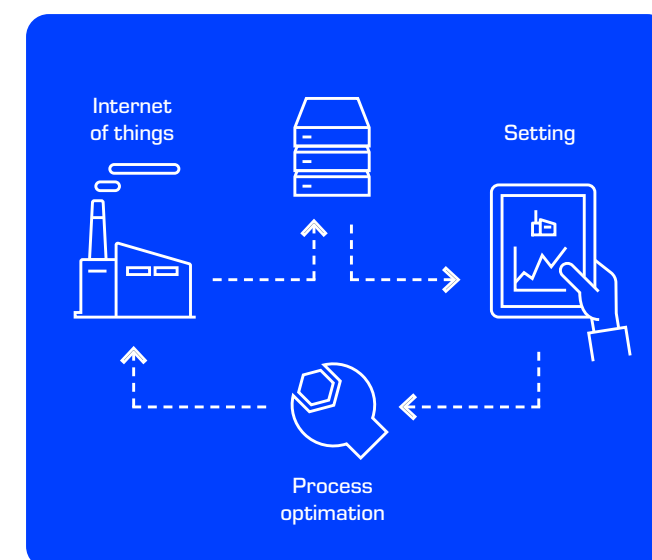 Internet
of things
Setting
Process
optimation